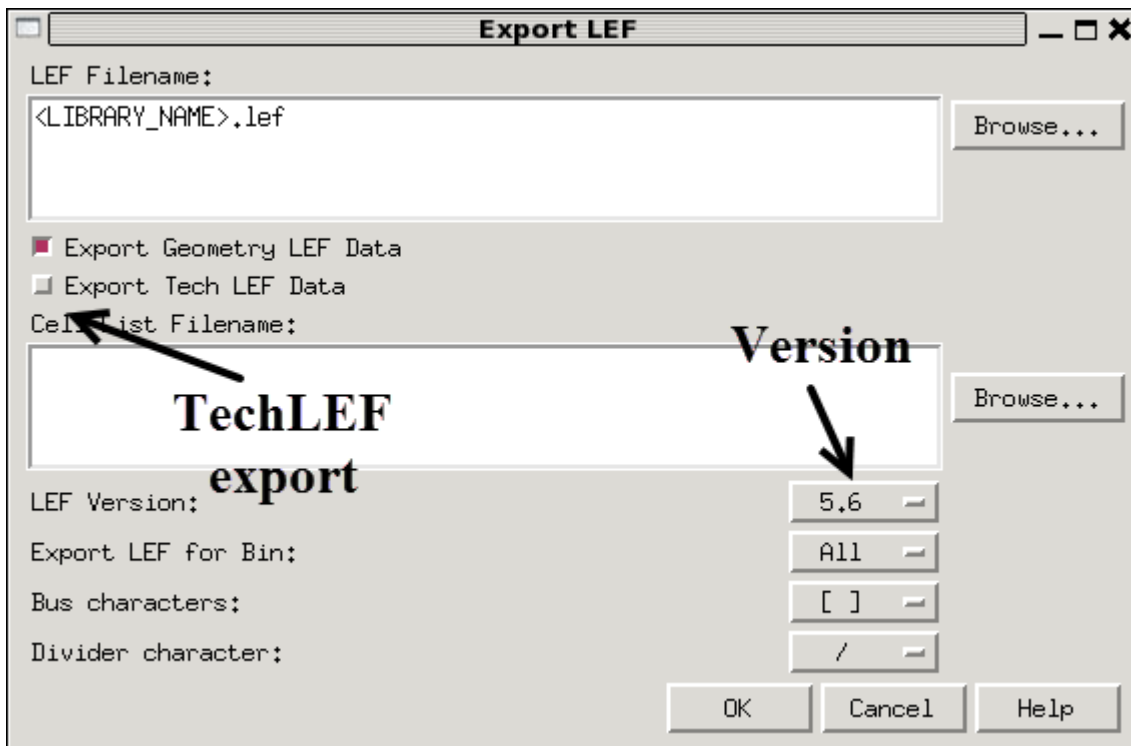 Export LEF
LEF Filename:
<LIBRARY_NAME>.lef
Browse...
Export Geometry LEF Data
Export Tech LEF Data
Cell List Filename:
Version
Browse...
TechLEF
export
LEF Version:
5.6
Export LEF for Bin:
All
Bus characters:
[ ]
Divider character:
/
OK
Cancel
Help